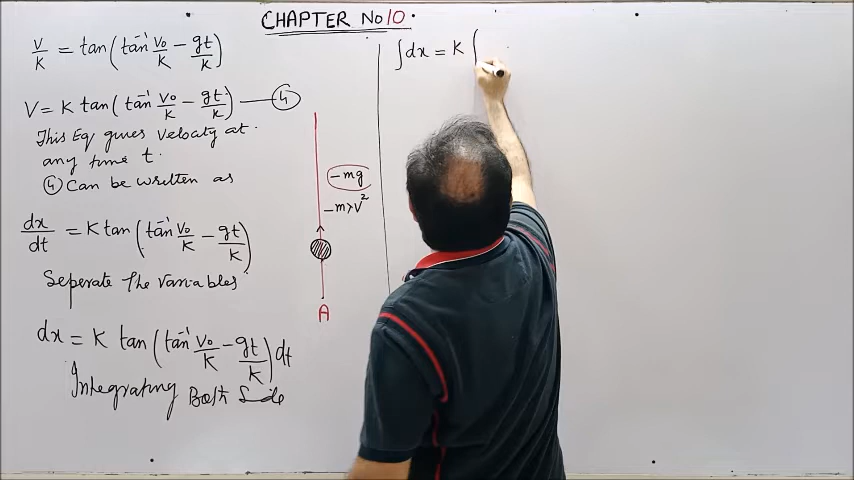 CHAPTER No 10
V/K = tan(tan⁻¹ V₀/K − gt/K)
V = K tan(tan⁻¹ V₀/K − gt/K) — 4
This Eq gives Velocity at
any time t.
4 Can be written as
dx/dt = K tan(tan⁻¹ V₀/K − gt/K)
Seperate The Variables
dx = K tan(tan⁻¹ V₀/K − gt/K) dt
Integrating Both Side
−mg
−mλv²
A
∫dx = K ∫